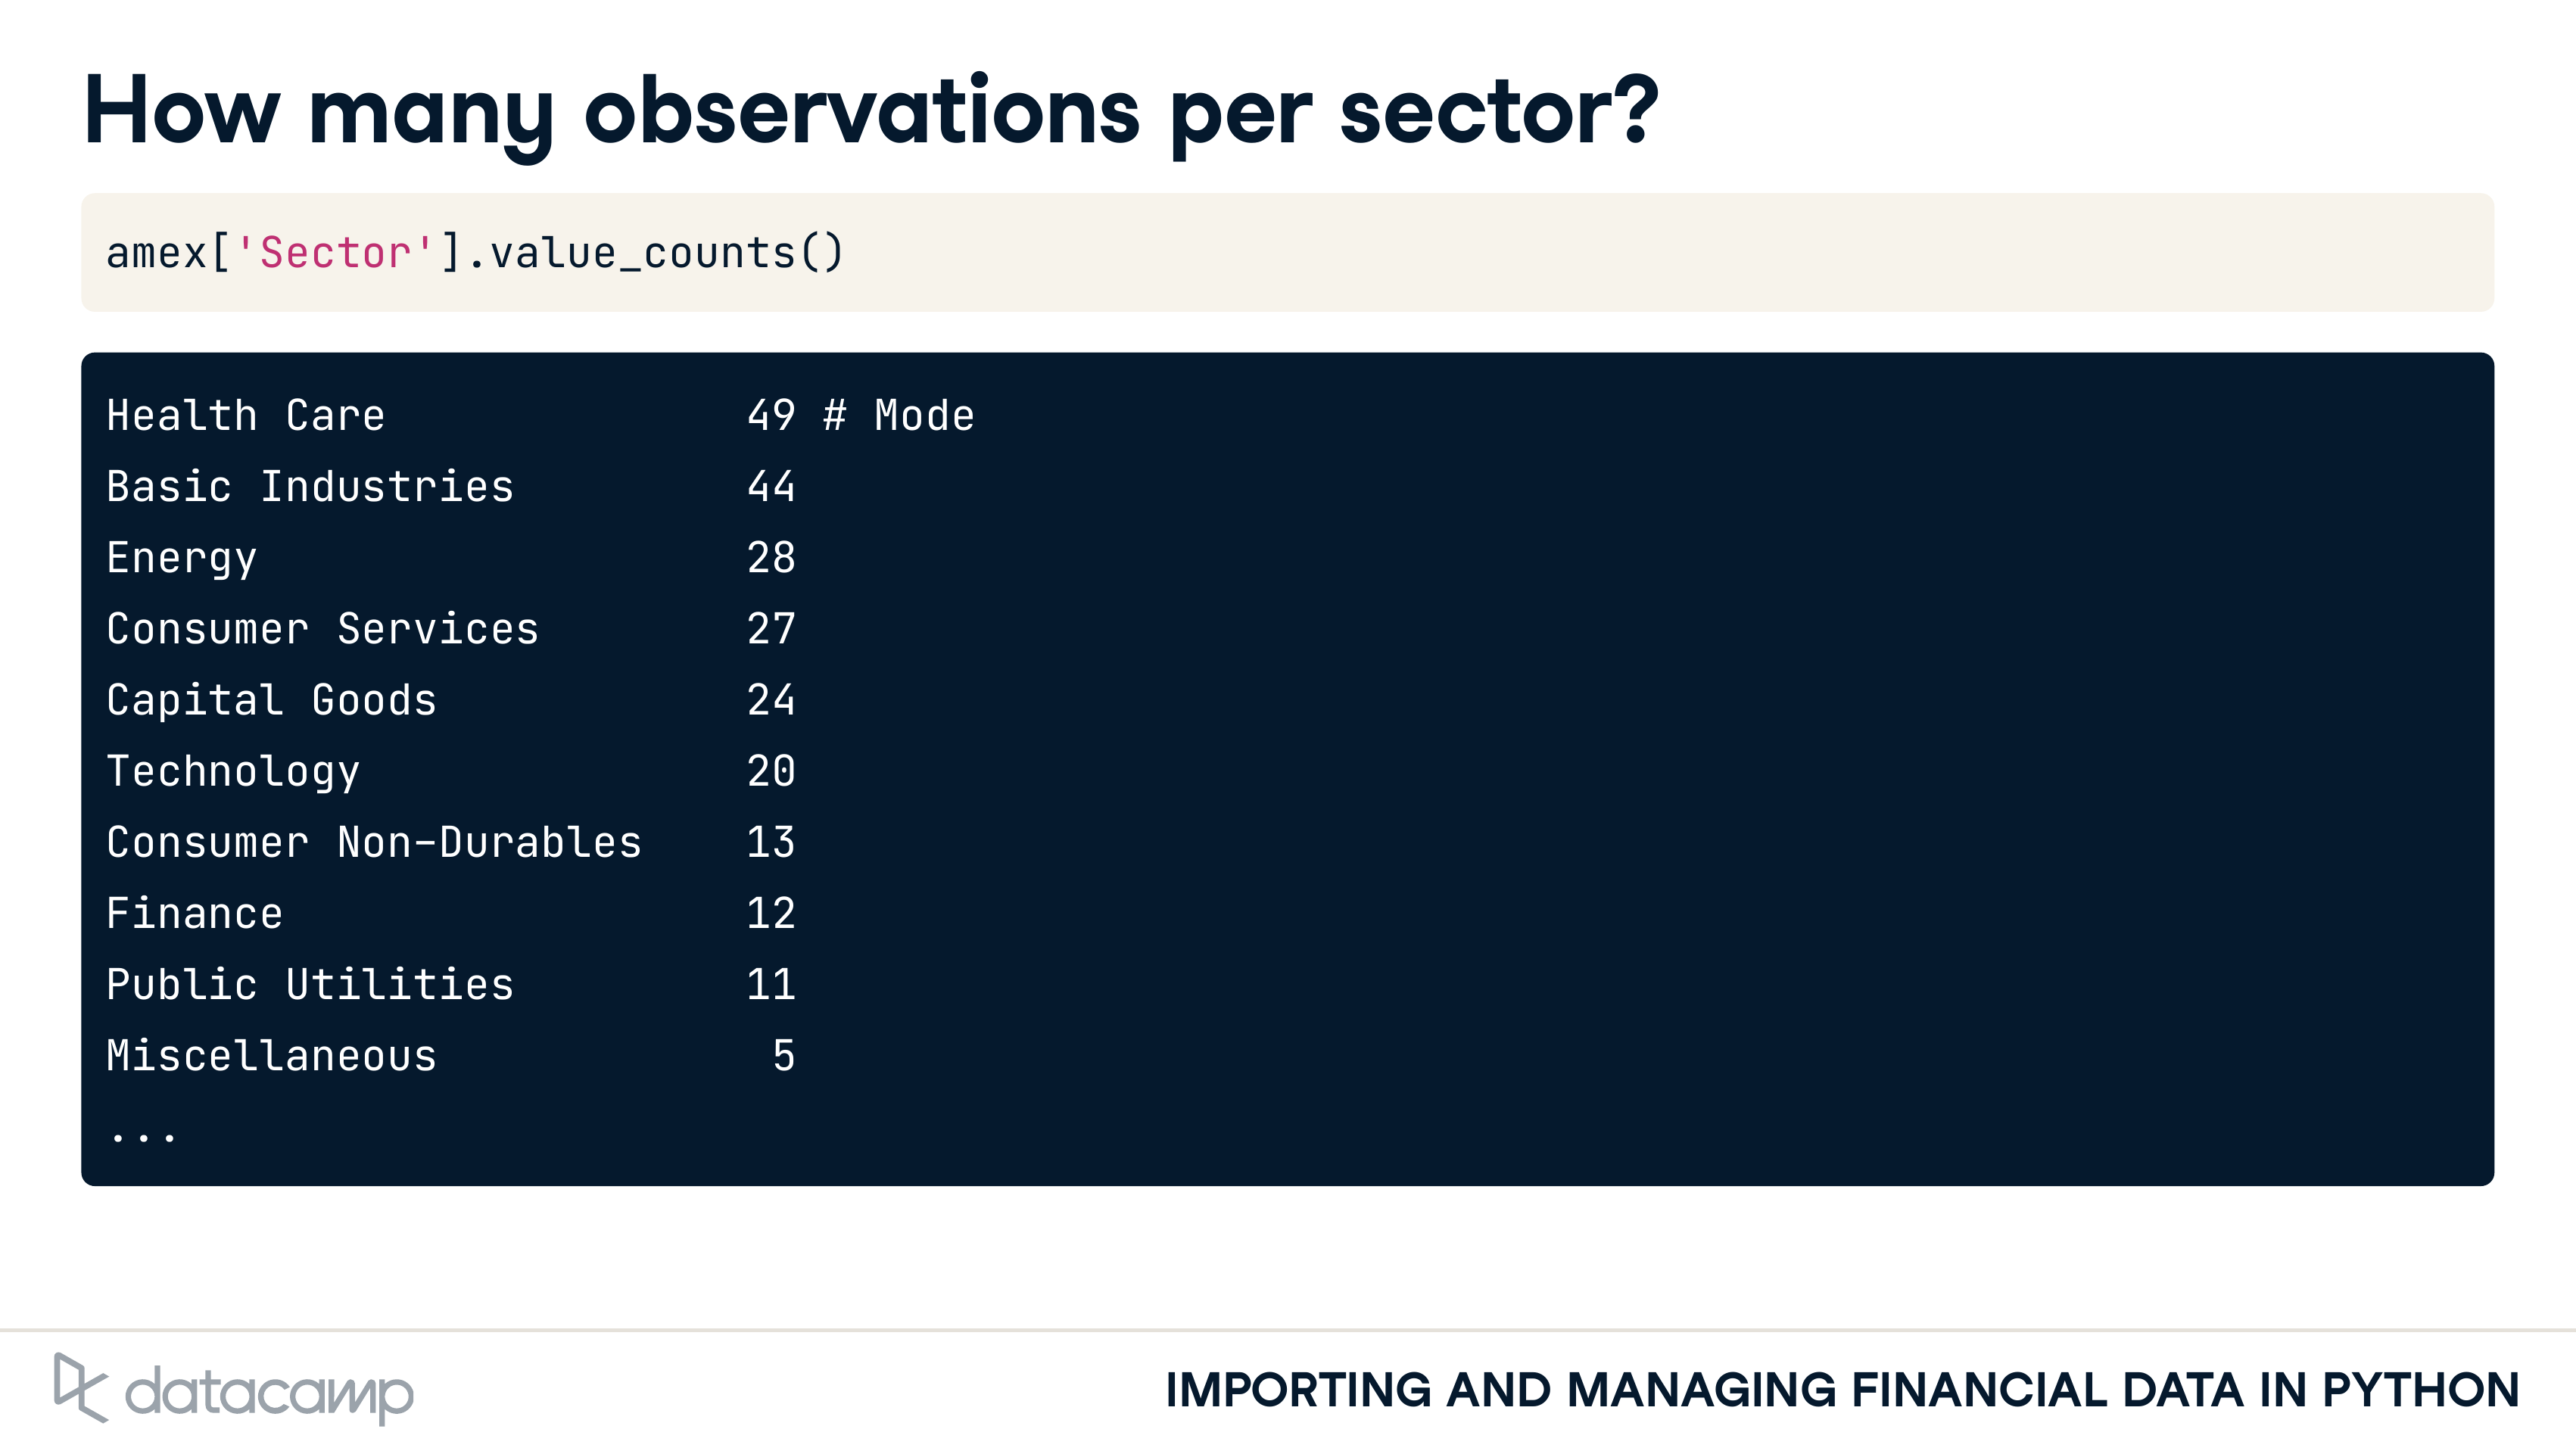 How many observations per sector?
amex['Sector'].value_counts()
Health Care              49 # Mode
Basic Industries         44
Energy                   28
Consumer Services        27
Capital Goods            24
Technology               20
Consumer Non-Durables    13
Finance                  12
Public Utilities         11
Miscellaneous             5
...
datacamp
IMPORTING AND MANAGING FINANCIAL DATA IN PYTHON